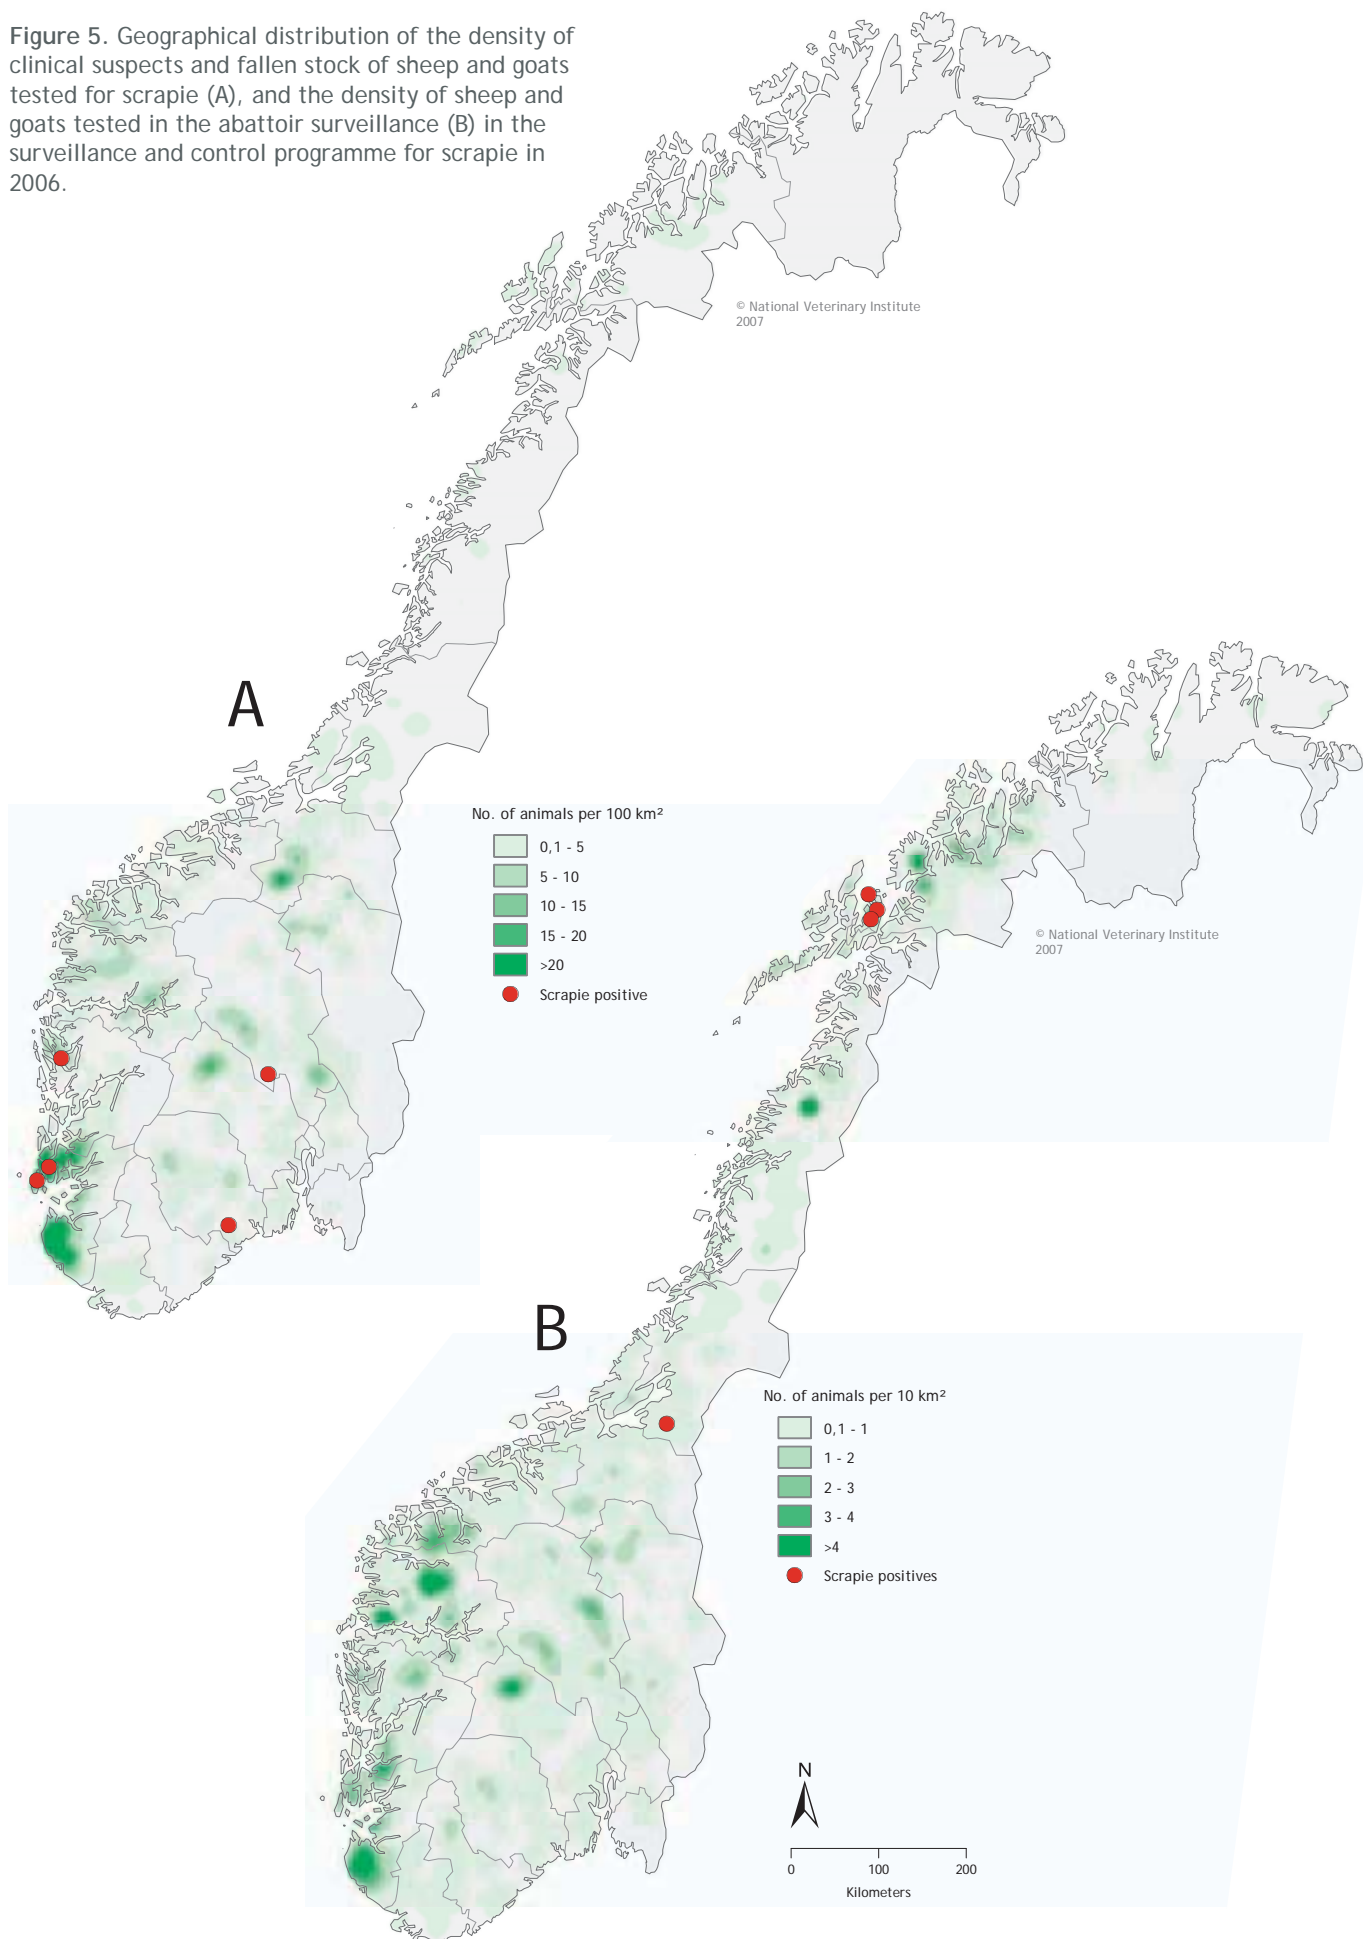 Figure 5. Geographical distribution of the density of
clinical suspects and fallen stock of sheep and goats
tested for scrapie (A), and the density of sheep and
goats tested in the abattoir surveillance (B) in the
surveillance and control programme for scrapie in
2006.
© National Veterinary Institute
2007
A
No. of animals per 100 km²
0,1 - 5
5 - 10
10 - 15
15 - 20
>20
Scrapie positive
© National Veterinary Institute
2007
B
No. of animals per 10 km²
0,1 - 1
1 - 2
2 - 3
3 - 4
>4
Scrapie positives
N
0 100 200
Kilometers